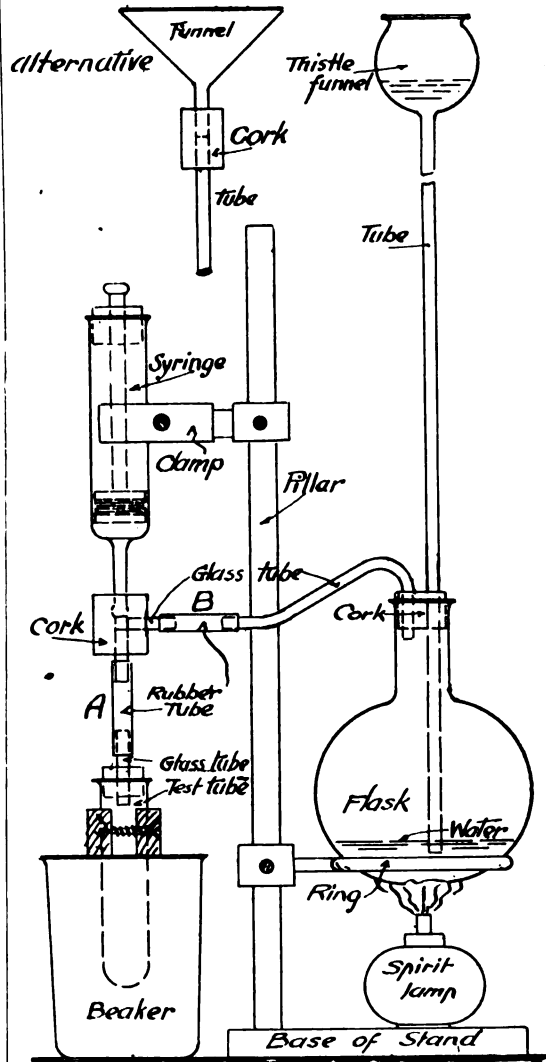 Funnel
alternative
Thistle
funnel
Cork
tube
Tube
Syringe
Clamp
Pillar
Glass tube
B
Cork
Cork
A
Rubber
Tube
Glass tube
Test tube
Flask
Water
Ring
Spirit
lamp
Beaker
Base of Stand